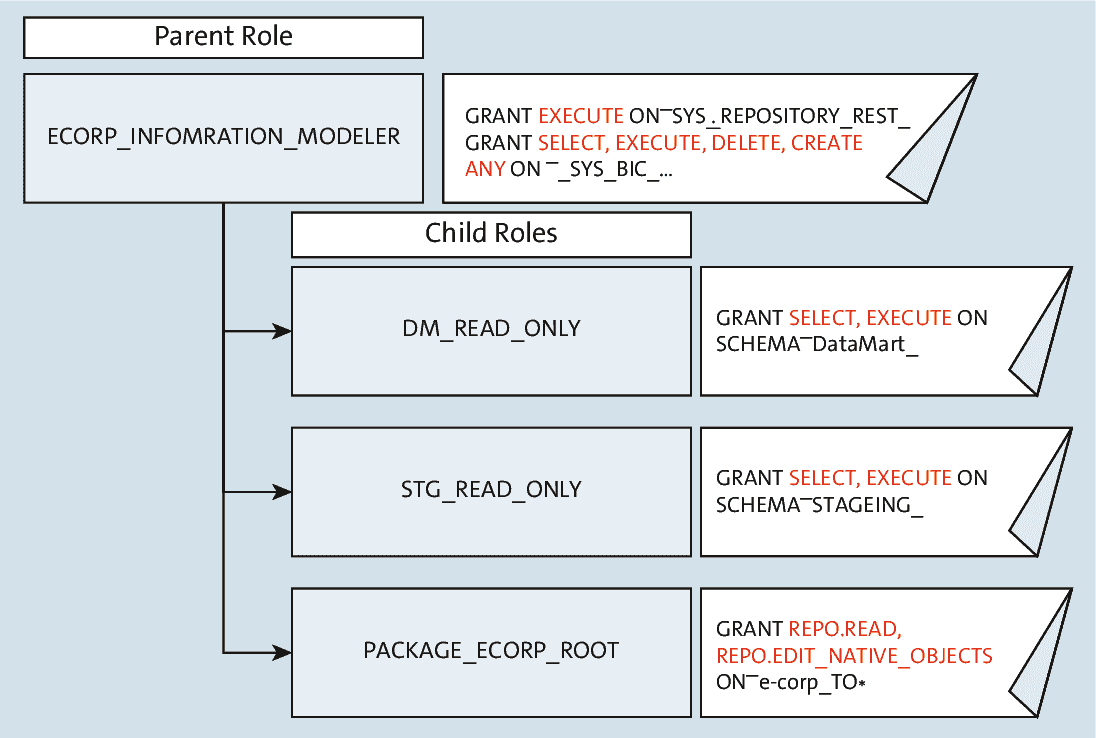 Parent Role
ECORP_INFOMRATION_MODELER
GRANT EXECUTE ON¯SYS_.REPOSITORY_REST_
GRANT SELECT, EXECUTE, DELETE, CREATE
ANY ON ¯_SYS_BIC_...
Child Roles
DM_READ_ONLY
GRANT SELECT, EXECUTE ON
SCHEMA¯DataMart_
STG_READ_ONLY
GRANT SELECT, EXECUTE ON
SCHEMA¯STAGEING_
PACKAGE_ECORP_ROOT
GRANT REPO.READ,
REPO.EDIT_NATIVE_OBJECTS
ON¯e-corp_TO*